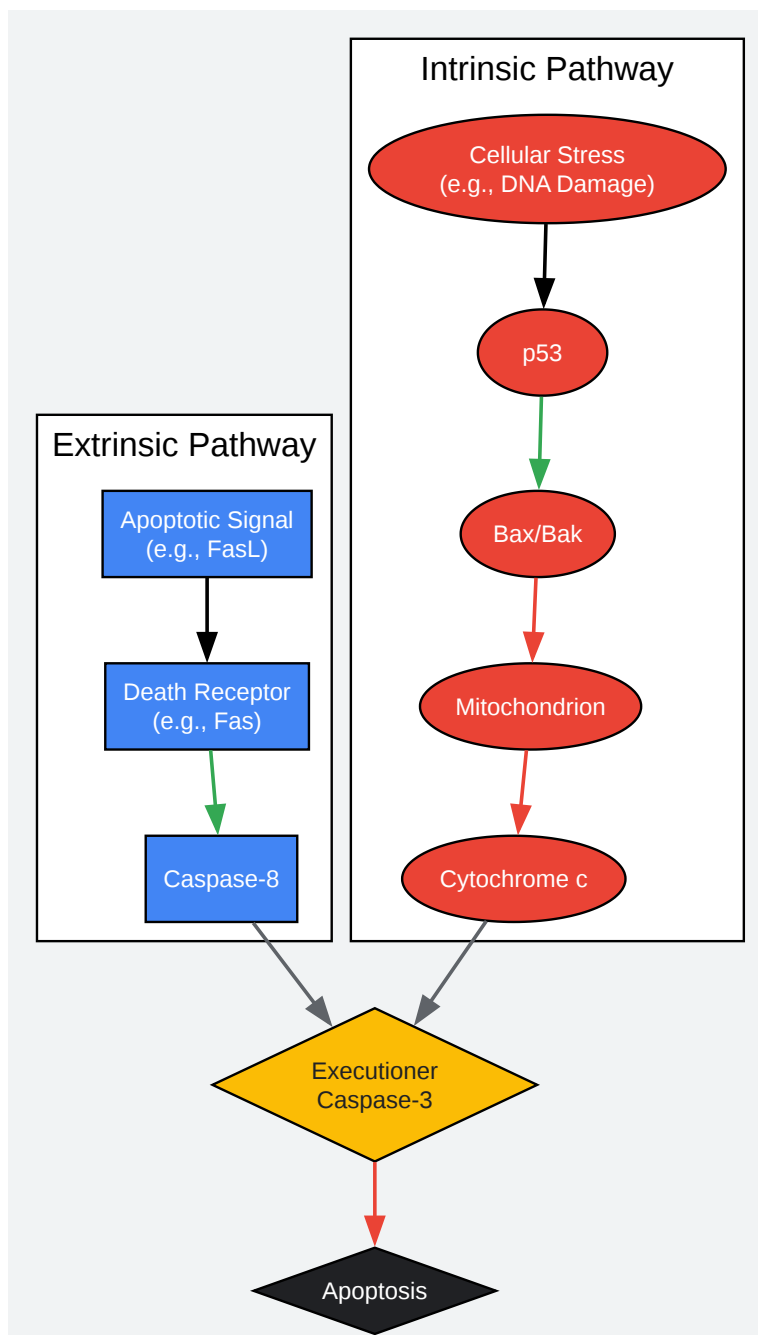 Intrinsic Pathway
Cellular Stress
(e.g., DNA Damage)
p53
Bax/Bak
Mitochondrion
Cytochrome c
Extrinsic Pathway
Apoptotic Signal
(e.g., FasL)
Death Receptor
(e.g., Fas)
Caspase-8
Executioner
Caspase-3
Apoptosis